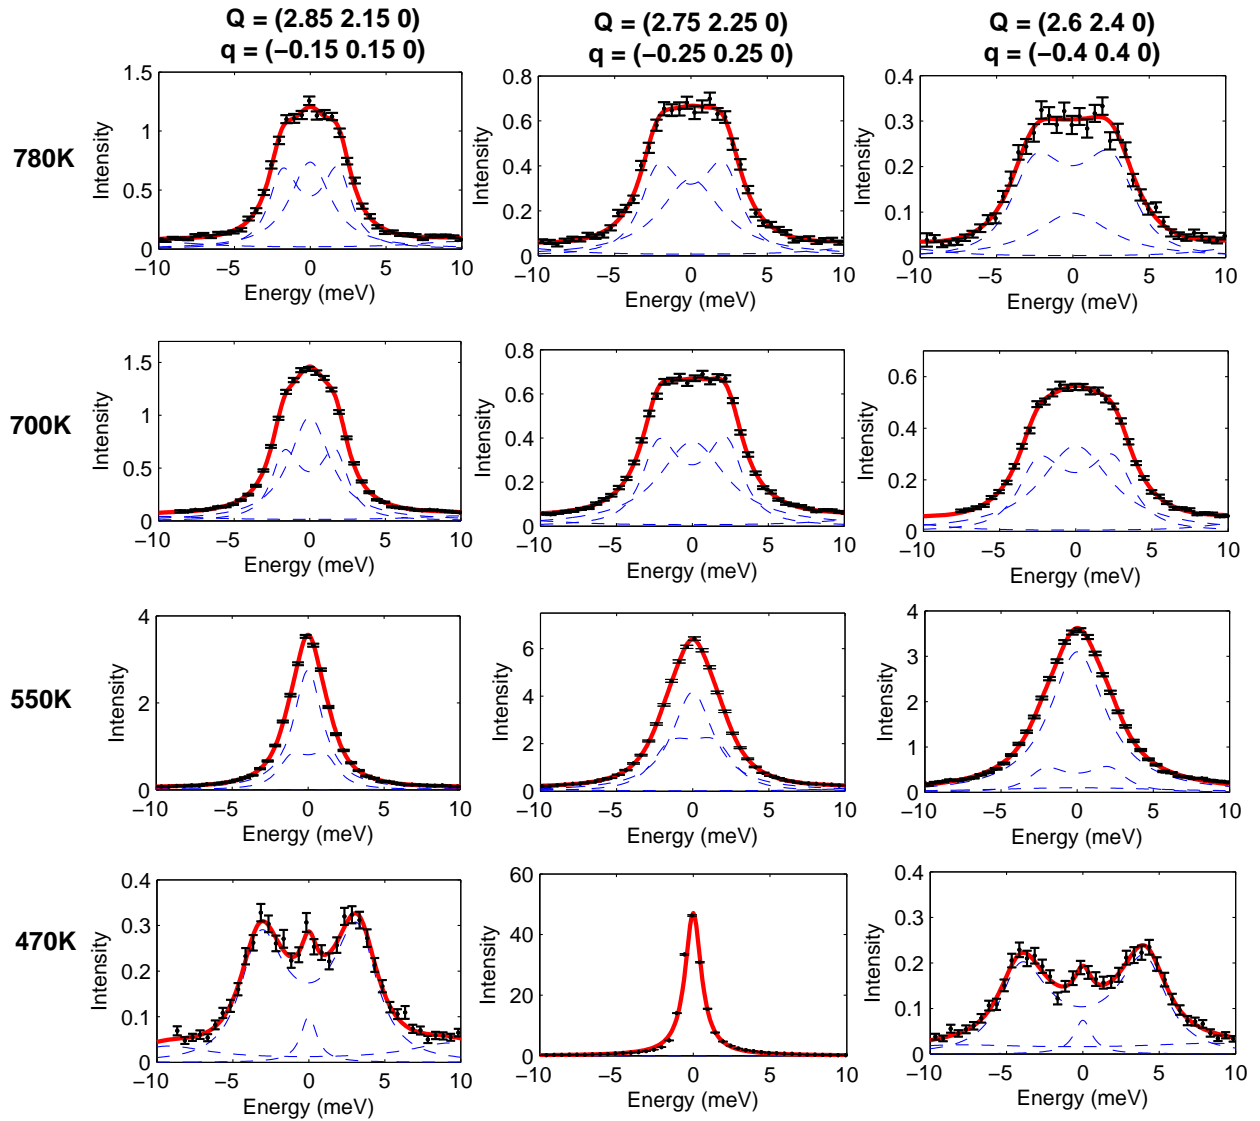 Q = (2.85 2.15 0)
q = (−0.15 0.15 0)
Q = (2.75 2.25 0)
q = (−0.25 0.25 0)
Q = (2.6 2.4 0)
q = (−0.4 0.4 0)
780K
Intensity
1.5
1
0.5
0
−10 −5 0 5 10
Energy (meV)
Intensity
0.8
0.6
0.4
0.2
0
−10 −5 0 5 10
Energy (meV)
Intensity
0.4
0.3
0.2
0.1
0
−10 −5 0 5 10
Energy (meV)
700K
Intensity
1.5
1
0.5
0
−10 −5 0 5 10
Energy (meV)
Intensity
0.8
0.6
0.4
0.2
0
−10 −5 0 5 10
Energy (meV)
Intensity
0.6
0.4
0.2
0
−10 −5 0 5 10
Energy (meV)
550K
Intensity
4
2
0
−10 −5 0 5 10
Energy (meV)
Intensity
6
4
2
0
−10 −5 0 5 10
Energy (meV)
Intensity
4
3
2
1
0
−10 −5 0 5 10
Energy (meV)
470K
Intensity
0.4
0.3
0.2
0.1
0
−10 −5 0 5 10
Energy (meV)
Intensity
60
40
20
0
−10 −5 0 5 10
Energy (meV)
Intensity
0.4
0.3
0.2
0.1
0
−10 −5 0 5 10
Energy (meV)